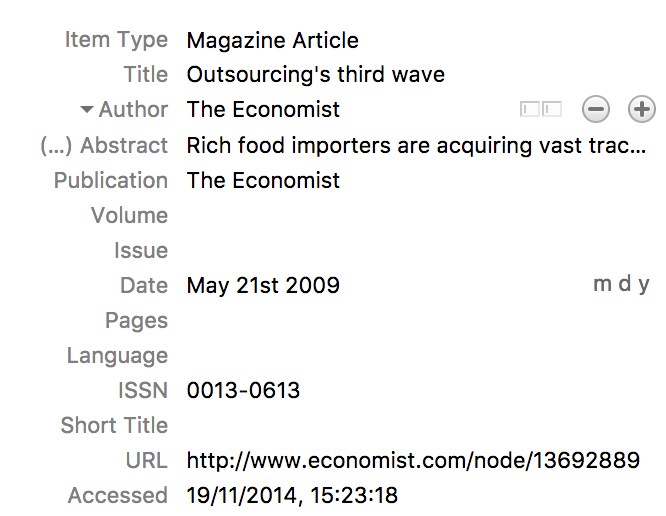 Item Type Magazine Article
Title Outsourcing's third wave
Author The Economist
(...) Abstract Rich food importers are acquiring vast trac...
Publication The Economist
Volume
Issue
Date May 21st 2009 m d y
Pages
Language
ISSN 0013-0613
Short Title
URL http://www.economist.com/node/13692889
Accessed 19/11/2014, 15:23:18